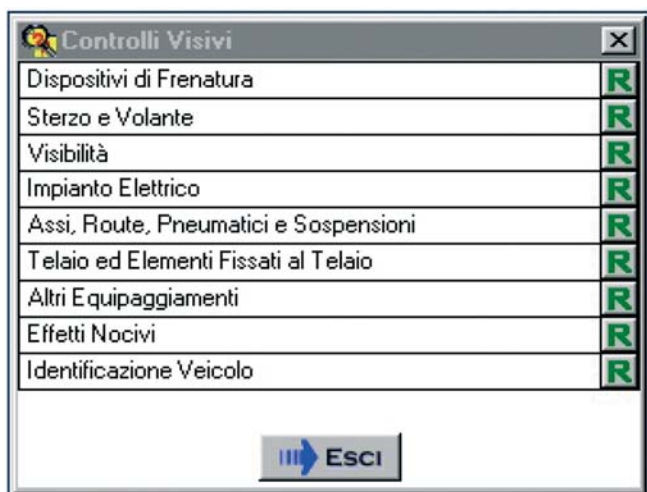 Controlli Visivi
Dispositivi di Frenatura R
Sterzo e Volante R
Visibilità R
Impianto Elettrico R
Assi, Route, Pneumatici e Sospensioni R
Telaio ed Elementi Fissati al Telaio R
Altri Equipaggiamenti R
Effetti Nocivi R
Identificazione Veicolo R
Esci